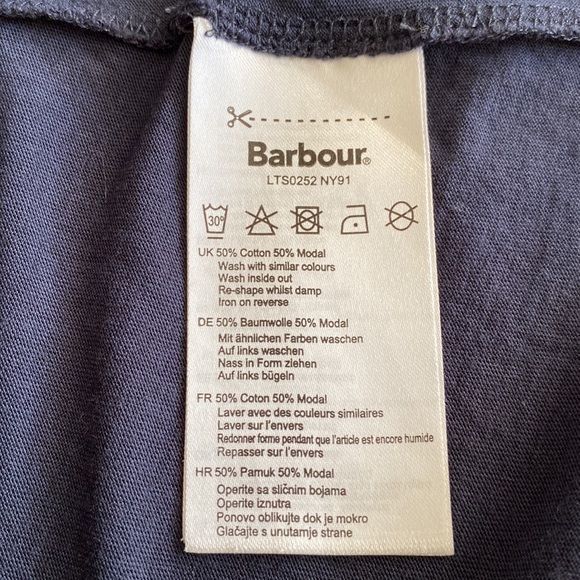 Barbour®
LTS0252 NY91
30°
UK 50% Cotton 50% Modal
Wash with similar colours
Wash inside out
Re-shape whilst damp
Iron on reverse
DE 50% Baumwolle 50% Modal
Mit ähnlichen Farben waschen
Auf links waschen
Nass in Form ziehen
Auf links bügeln
FR 50% Coton 50% Modal
Laver avec des couleurs similaires
Laver sur l'envers
Redonner forme pendant que l'article est encore humide
Repasser sur l'envers
HR 50% Pamuk 50% Modal
Operite sa sličnim bojama
Operite iznutra
Ponovo oblikujte dok je mokro
Glačajte s unutarnje strane